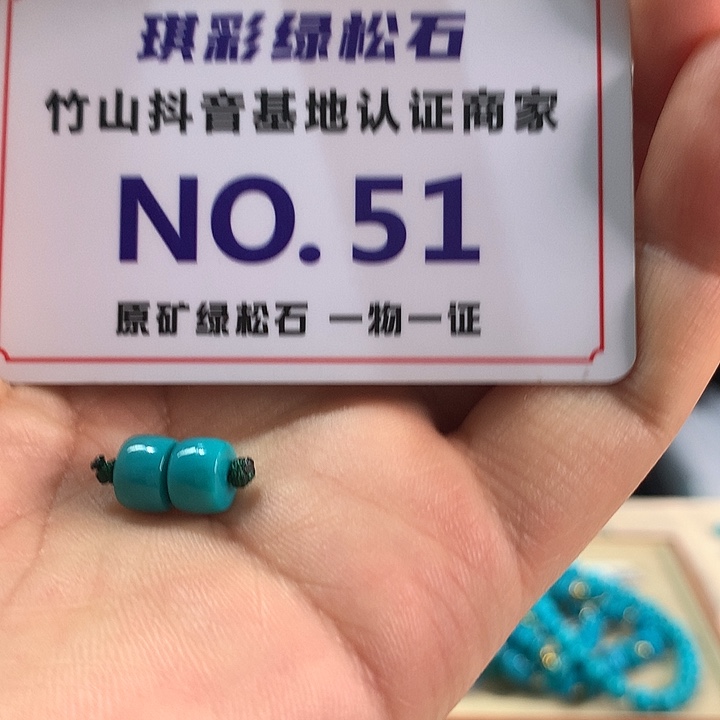 琪彩绿松石
竹山抖音基地认证商家
NO. 51
原矿绿松石 一物一证